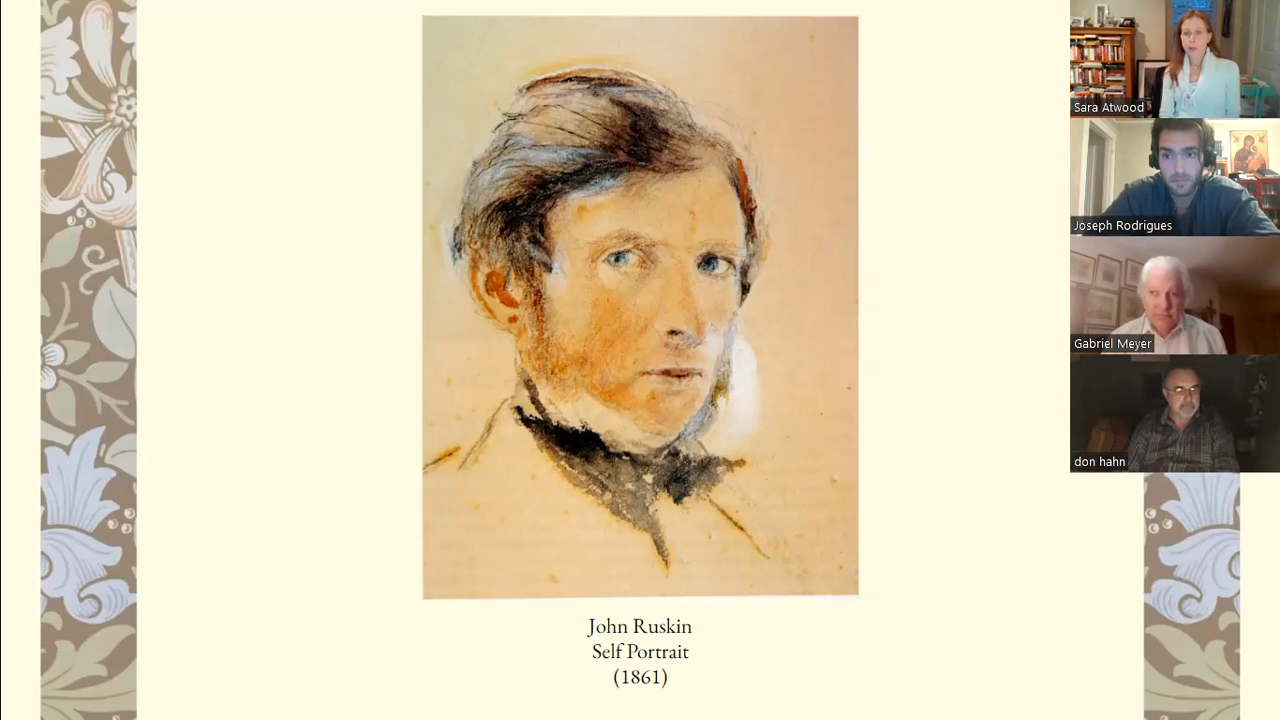 John Ruskin
Self Portrait
(1861)
Sara Atwood
Joseph Rodrigues
Gabriel Meyer
don hahn